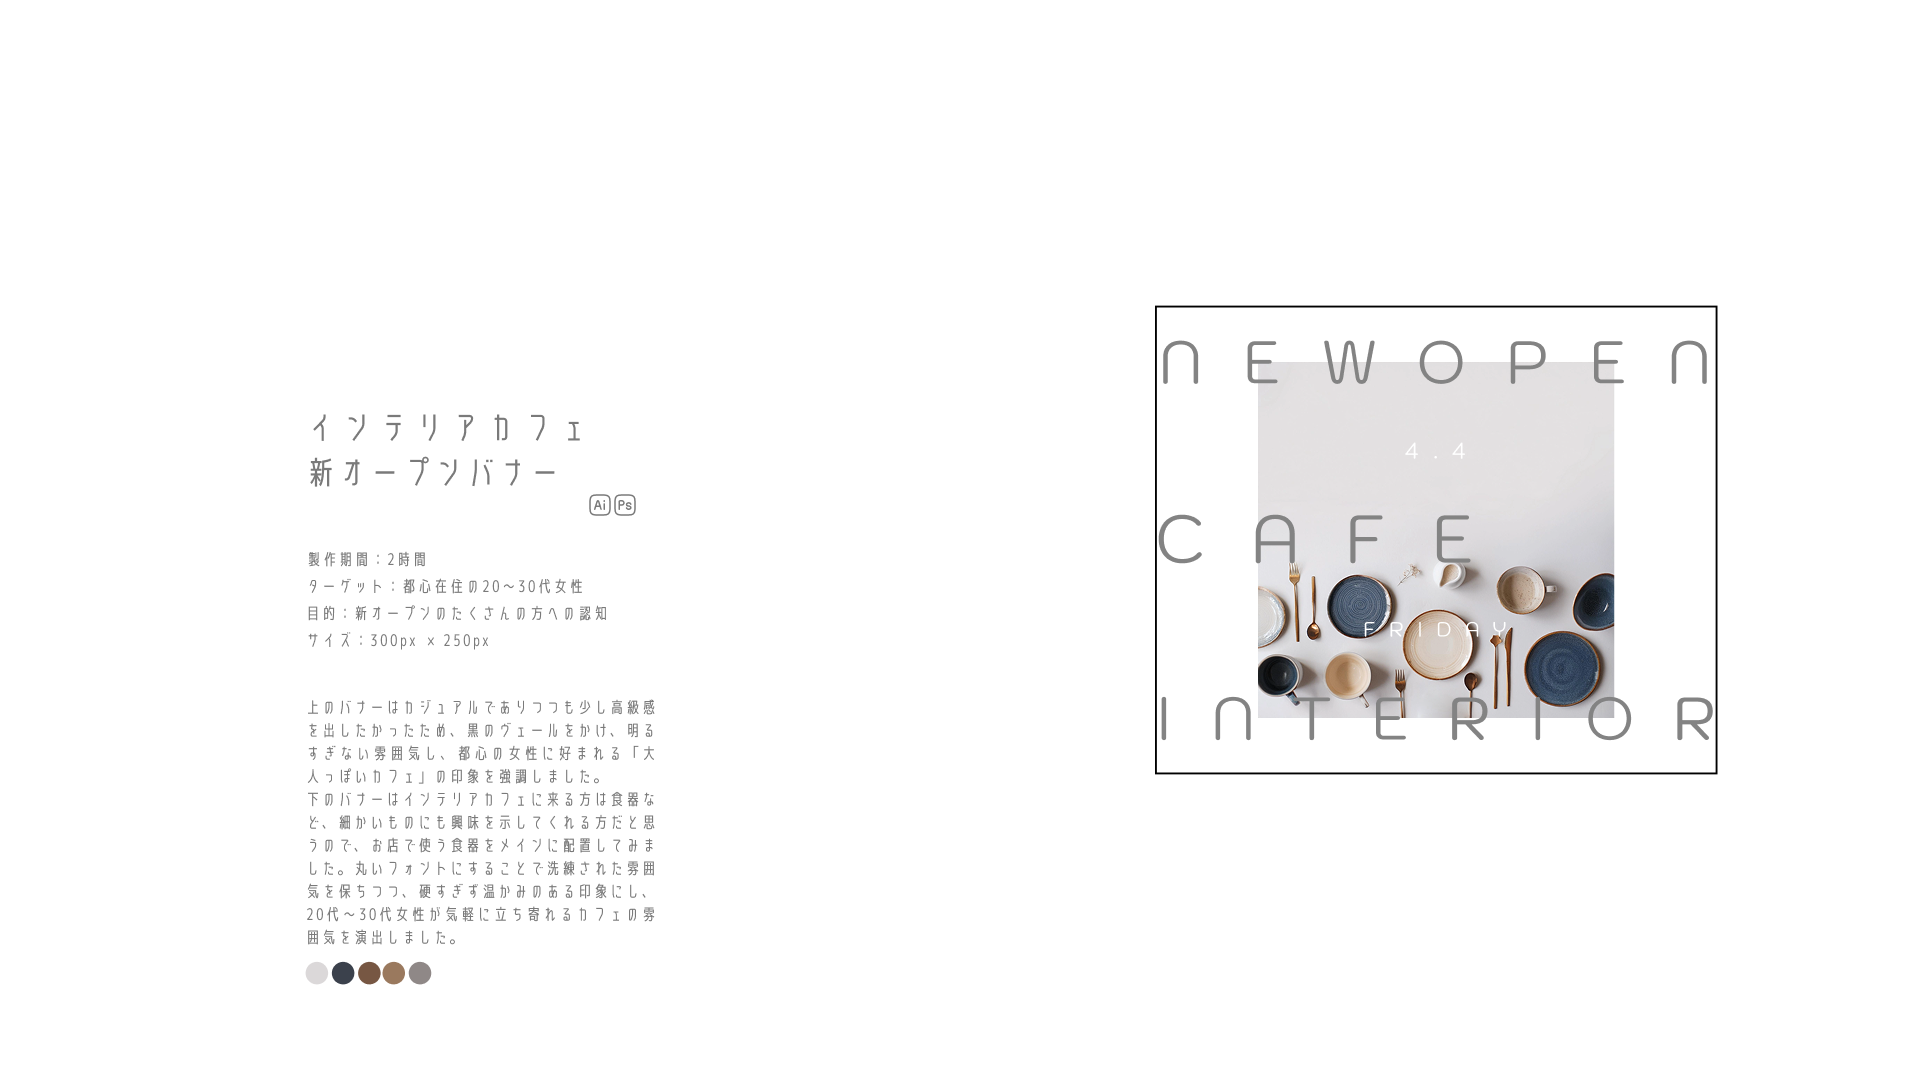 インテリアカフェ
新オープンバナー
Ai Ps
製作期間：2時間
ターゲット：都心在住の20～30代女性
目的：新オープンのたくさんの方への認知
サイズ：300px × 250px
上のバナーはカジュアルでありつつも少し高級感
を出したかったため、黒のヴェールをかけ、明る
すぎない雰囲気し、都心の女性に好まれる「大
人っぽいカフェ」の印象を強調しました。
下のバナーはインテリアカフェに来る方は食器な
ど、細かいものにも興味を示してくれる方だと思
うので、お店で使う食器をメインに配置してみま
した。丸いフォントにすることで洗練された雰囲
気を保ちつつ、硬すぎず温かみのある印象にし、
20代～30代女性が気軽に立ち寄れるカフェの雰
囲気を演出しました。
NEWOPEN
4.4
CAFE
FRIDAY
INTERIOR